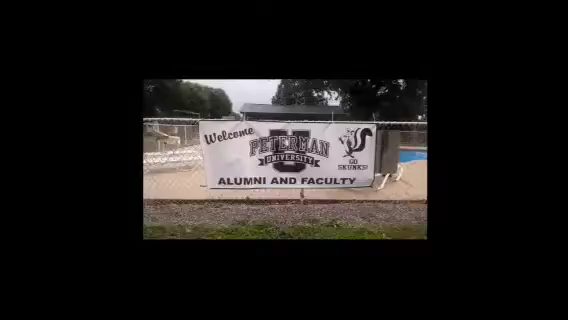 Welcome
U
PETERMAN
UNIVERSITY
GO
SKUNKS!
ALUMNI AND FACULTY